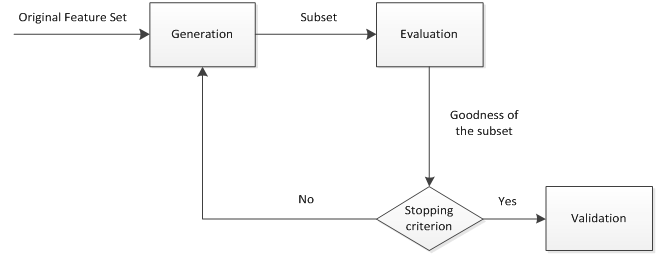 Original Feature Set
Generation
Subset
Evaluation
Goodness of
the subset
No
Stopping
criterion
Yes
Validation